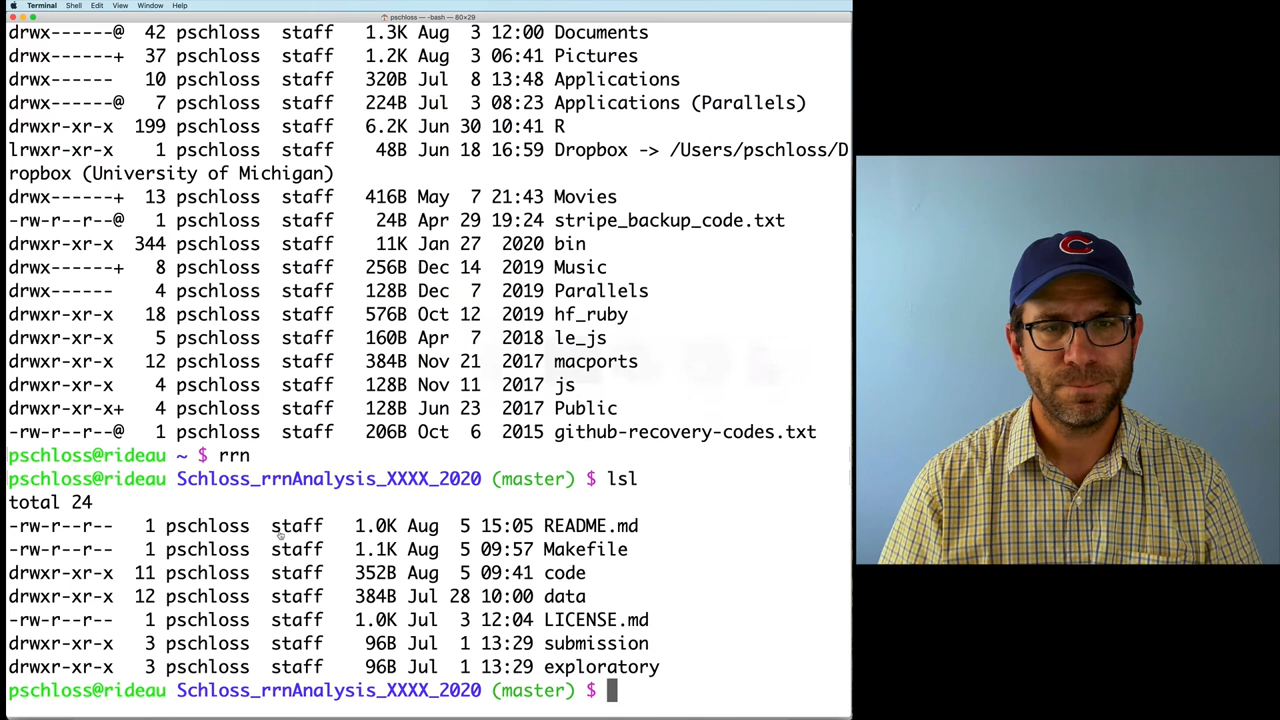 Terminal Shell Edit View Window Help
pschloss — -bash — 80×29
drwx------@ 42 pschloss staff 1.3K Aug 3 12:00 Documents
drwx------+ 37 pschloss staff 1.2K Aug 3 06:41 Pictures
drwx------ 10 pschloss staff 320B Jul 8 13:48 Applications
drwx------@ 7 pschloss staff 224B Jul 3 08:23 Applications (Parallels)
drwxr-xr-x 199 pschloss staff 6.2K Jun 30 10:41 R
lrwxr-xr-x 1 pschloss staff 48B Jun 18 16:59 Dropbox -> /Users/pschloss/D
ropbox (University of Michigan)
drwx------+ 13 pschloss staff 416B May 7 21:43 Movies
-rw-r--r--@ 1 pschloss staff 24B Apr 29 19:24 stripe_backup_code.txt
drwxr-xr-x 344 pschloss staff 11K Jan 27 2020 bin
drwx------+ 8 pschloss staff 256B Dec 14 2019 Music
drwx------ 4 pschloss staff 128B Dec 7 2019 Parallels
drwxr-xr-x 18 pschloss staff 576B Oct 12 2019 hf_ruby
drwxr-xr-x 5 pschloss staff 160B Apr 7 2018 le_js
drwxr-xr-x 12 pschloss staff 384B Nov 21 2017 macports
drwxr-xr-x 4 pschloss staff 128B Nov 11 2017 js
drwxr-xr-x+ 4 pschloss staff 128B Jun 23 2017 Public
-rw-r--r--@ 1 pschloss staff 206B Oct 6 2015 github-recovery-codes.txt
pschloss@rideau ~ $ rrn
pschloss@rideau Schloss_rrnAnalysis_XXXX_2020 (master) $ lsl
total 24
-rw-r--r-- 1 pschloss staff 1.0K Aug 5 15:05 README.md
-rw-r--r-- 1 pschloss staff 1.1K Aug 5 09:57 Makefile
drwxr-xr-x 11 pschloss staff 352B Aug 5 09:41 code
drwxr-xr-x 12 pschloss staff 384B Jul 28 10:00 data
-rw-r--r-- 1 pschloss staff 1.0K Jul 3 12:04 LICENSE.md
drwxr-xr-x 3 pschloss staff 96B Jul 1 13:29 submission
drwxr-xr-x 3 pschloss staff 96B Jul 1 13:29 exploratory
pschloss@rideau Schloss_rrnAnalysis_XXXX_2020 (master) $
C